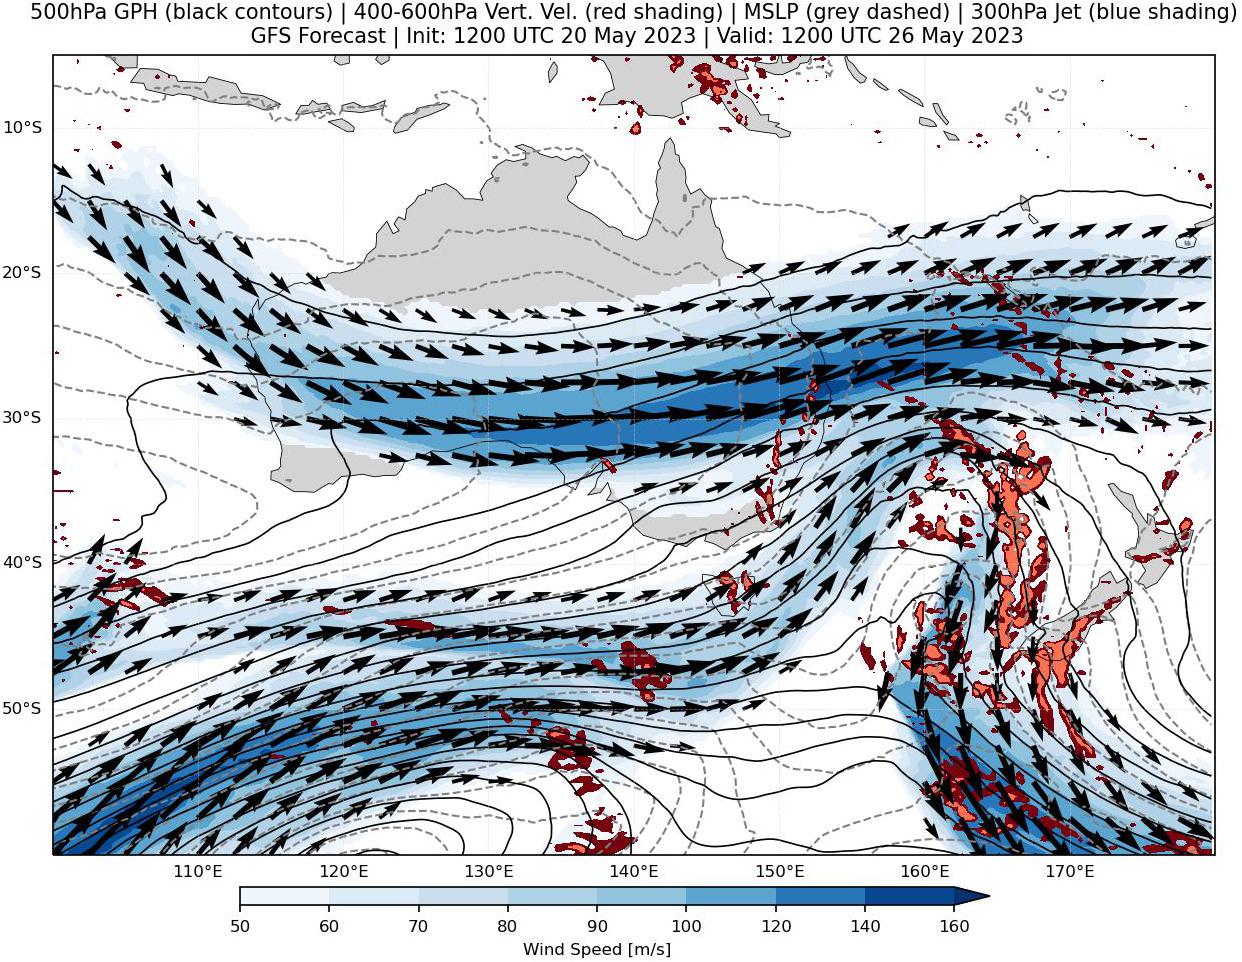 500hPa GPH (black contours) | 400-600hPa Vert. Vel. (red shading) | MSLP (grey dashed) | 300hPa Jet (blue shading)
GFS Forecast | Init: 1200 UTC 20 May 2023 | Valid: 1200 UTC 26 May 2023
10°S
20°S
30°S
40°S
50°S
110°E 120°E 130°E 140°E 150°E 160°E 170°E
50 60 70 80 90 100 120 140 160
Wind Speed [m/s]